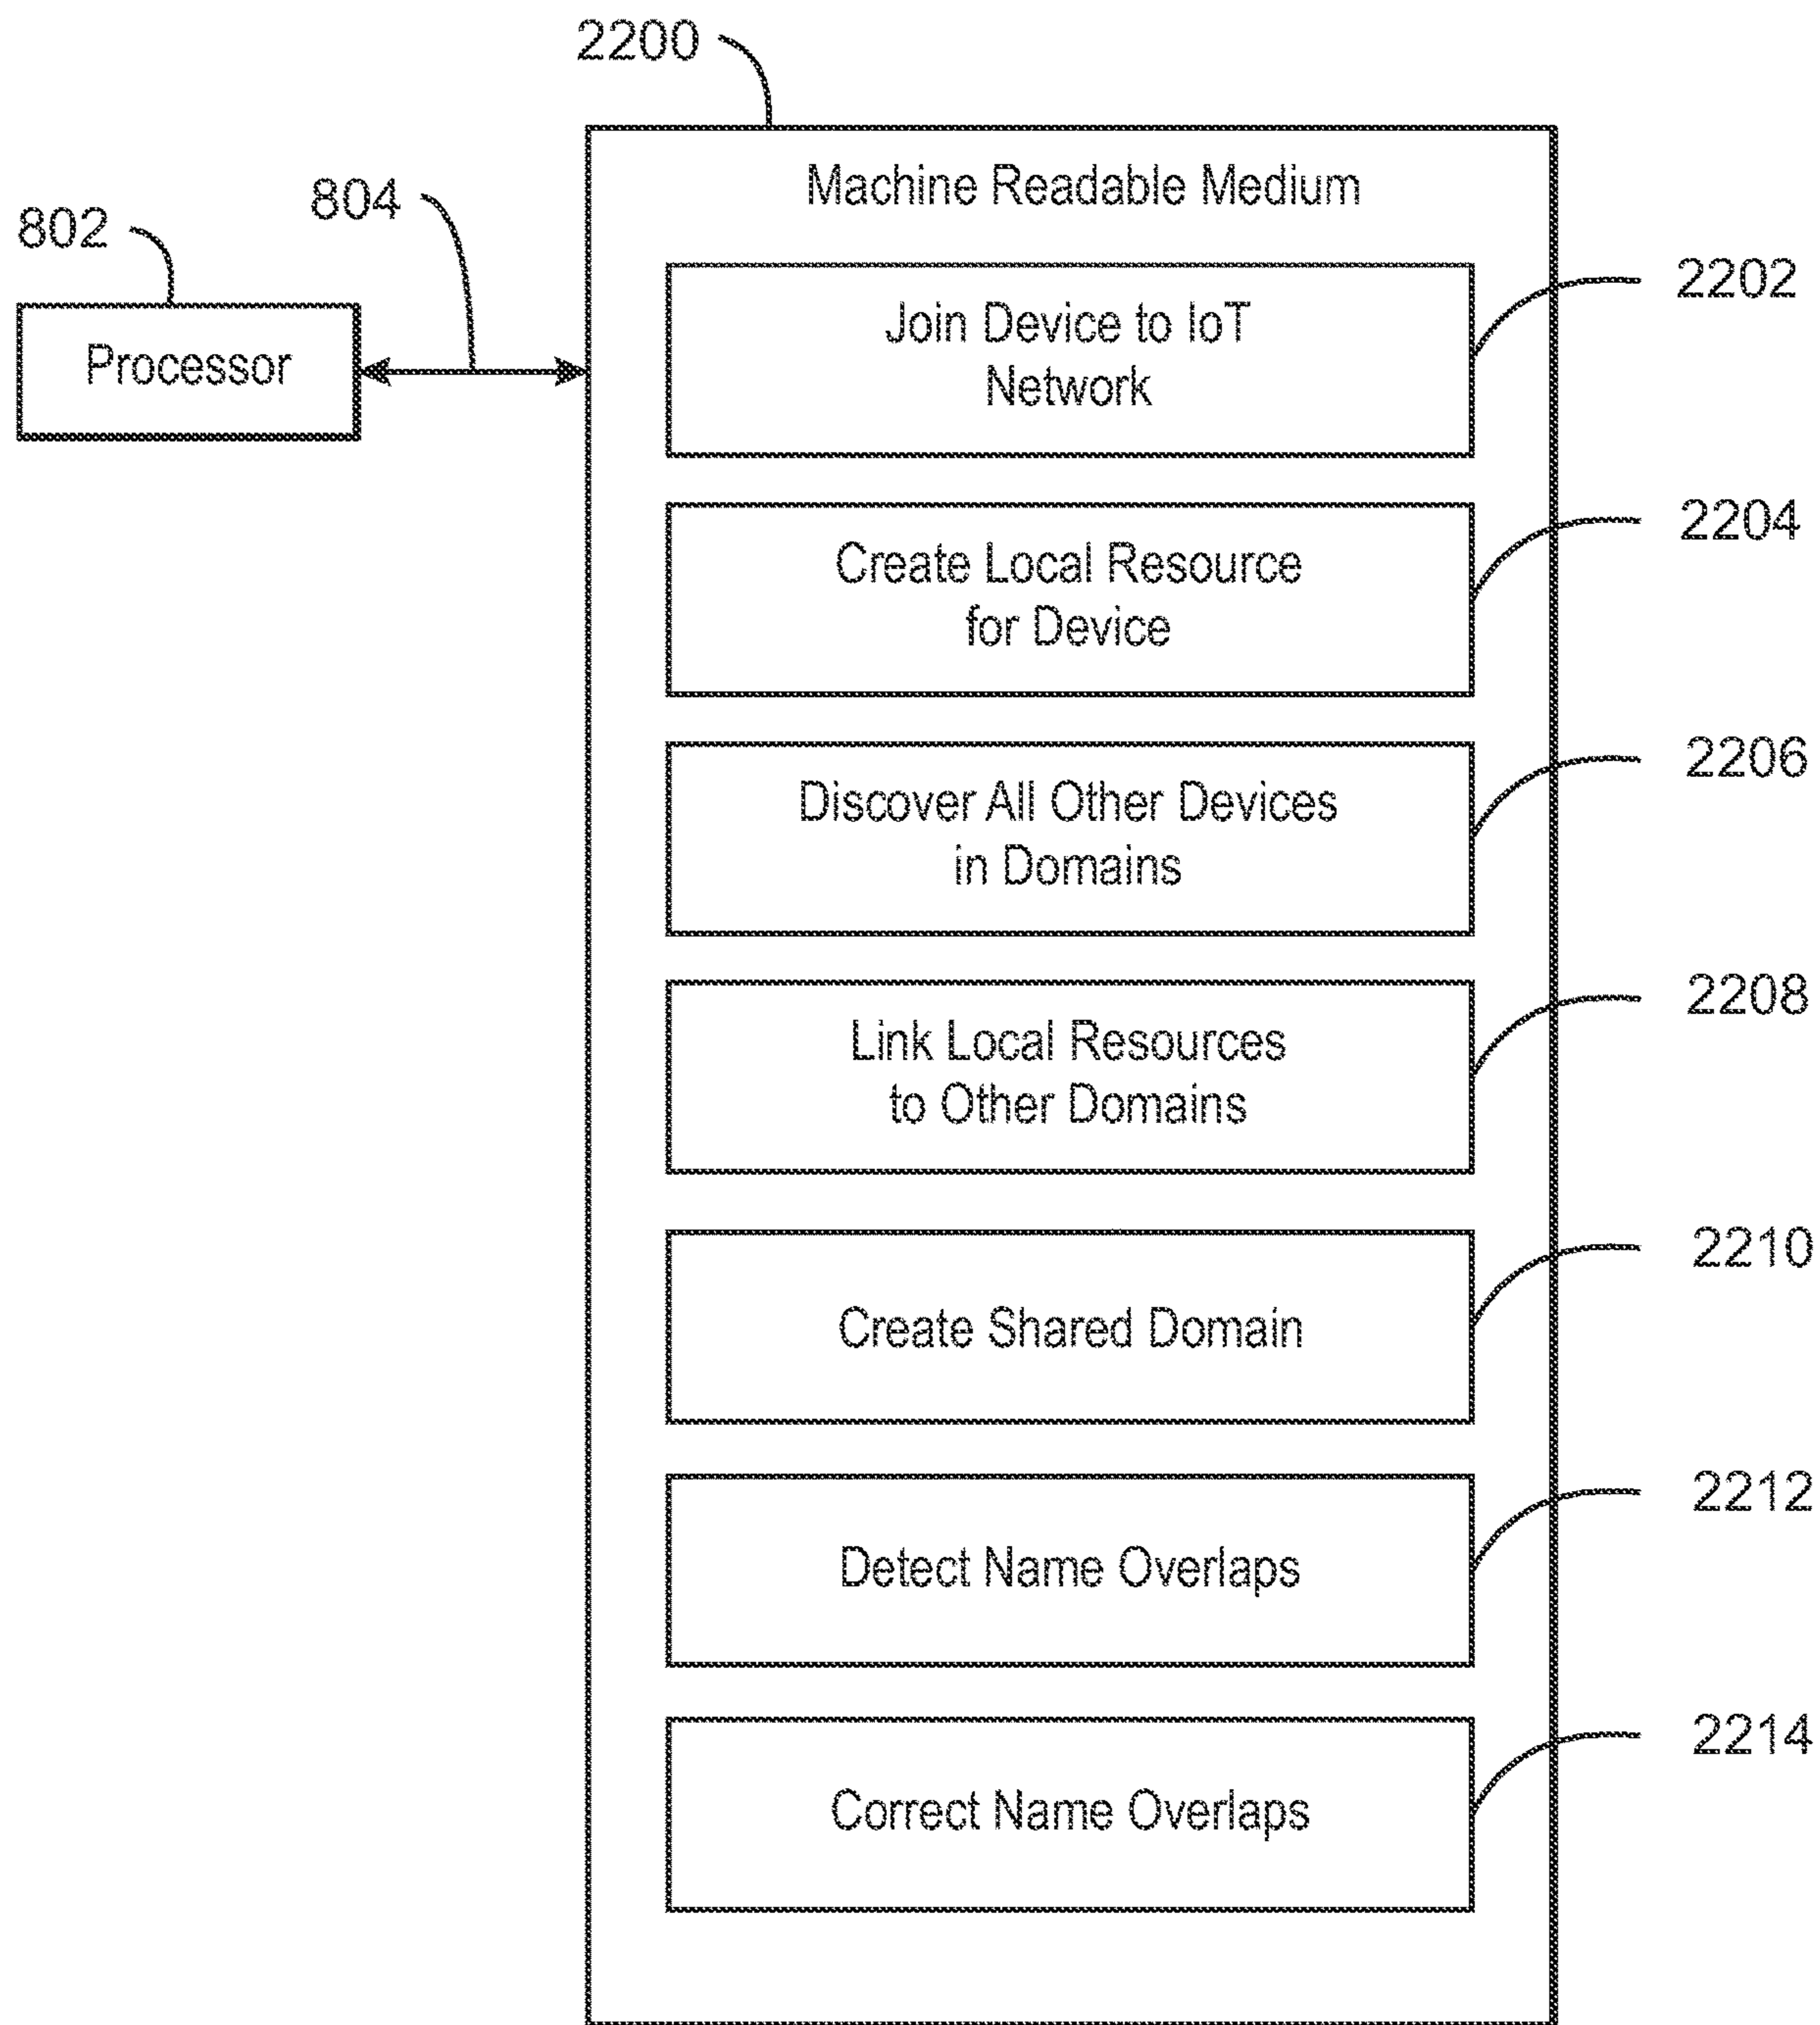 2200
Machine Readable Medium
804
802
Processor
2202
Join Device to IoT
Network
2204
Create Local Resource
for Device
2206
Discover All Other Devices
in Domains
2208
Link Local Resources
to Other Domains
2210
Create Shared Domain
2212
Detect Name Overlaps
2214
Correct Name Overlaps